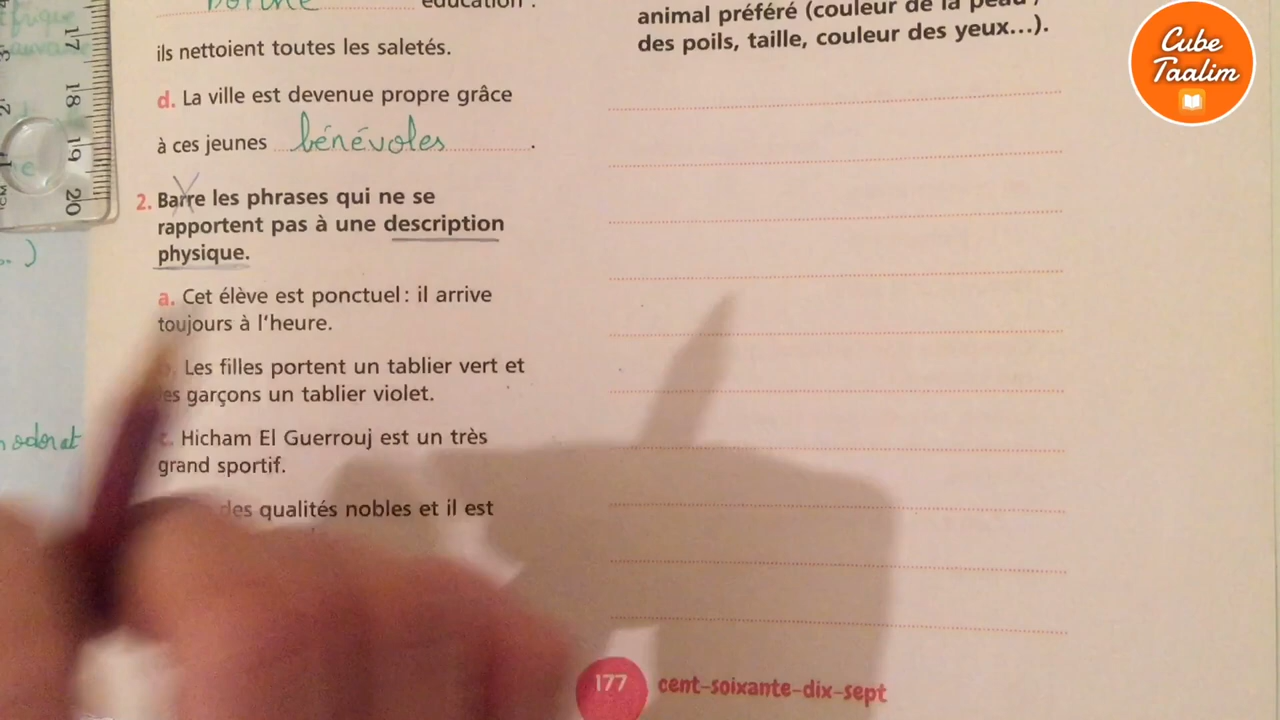 bonne éducation.
ils nettoient toutes les saletés.
d. La ville est devenue propre grâce
à ces jeunes bénévoles.
2. Barre les phrases qui ne se
rapportent pas à une description
physique.
a. Cet élève est ponctuel : il arrive
toujours à l'heure.
Les filles portent un tablier vert et
garçons un tablier violet.
c. Hicham El Guerrouj est un très
grand sportif.
des qualités nobles et il est
animal préféré (couleur de la peau /
des poils, taille, couleur des yeux...).
177 cent-soixante-dix-sept
Cube
Taalim
17
18
19
20
CM
odorat